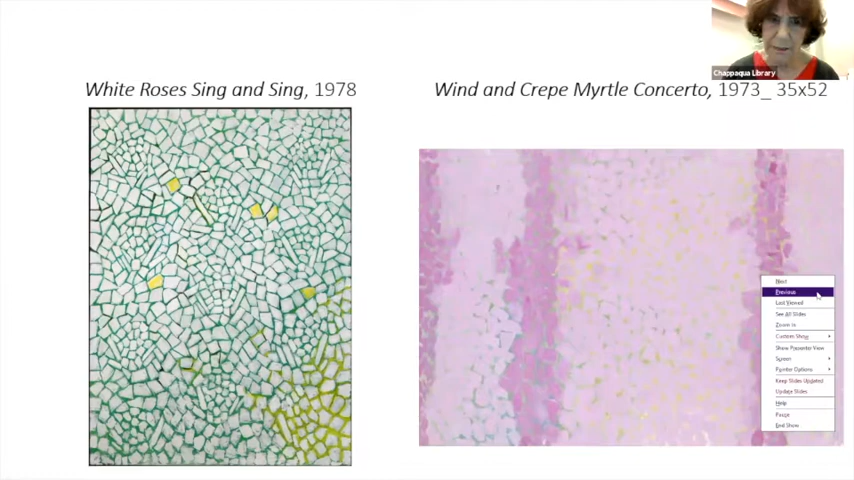 Chappaqua Library
White Roses Sing and Sing, 1978
Wind and Crepe Myrtle Concerto, 1973_ 35x52
Next
Previous
Last Viewed
See All Slides
Zoom In
Custom Show
Show Presenter View
Screen
Pointer Options
Keep Slides Updated
Update Slides
Help
Pause
End Show